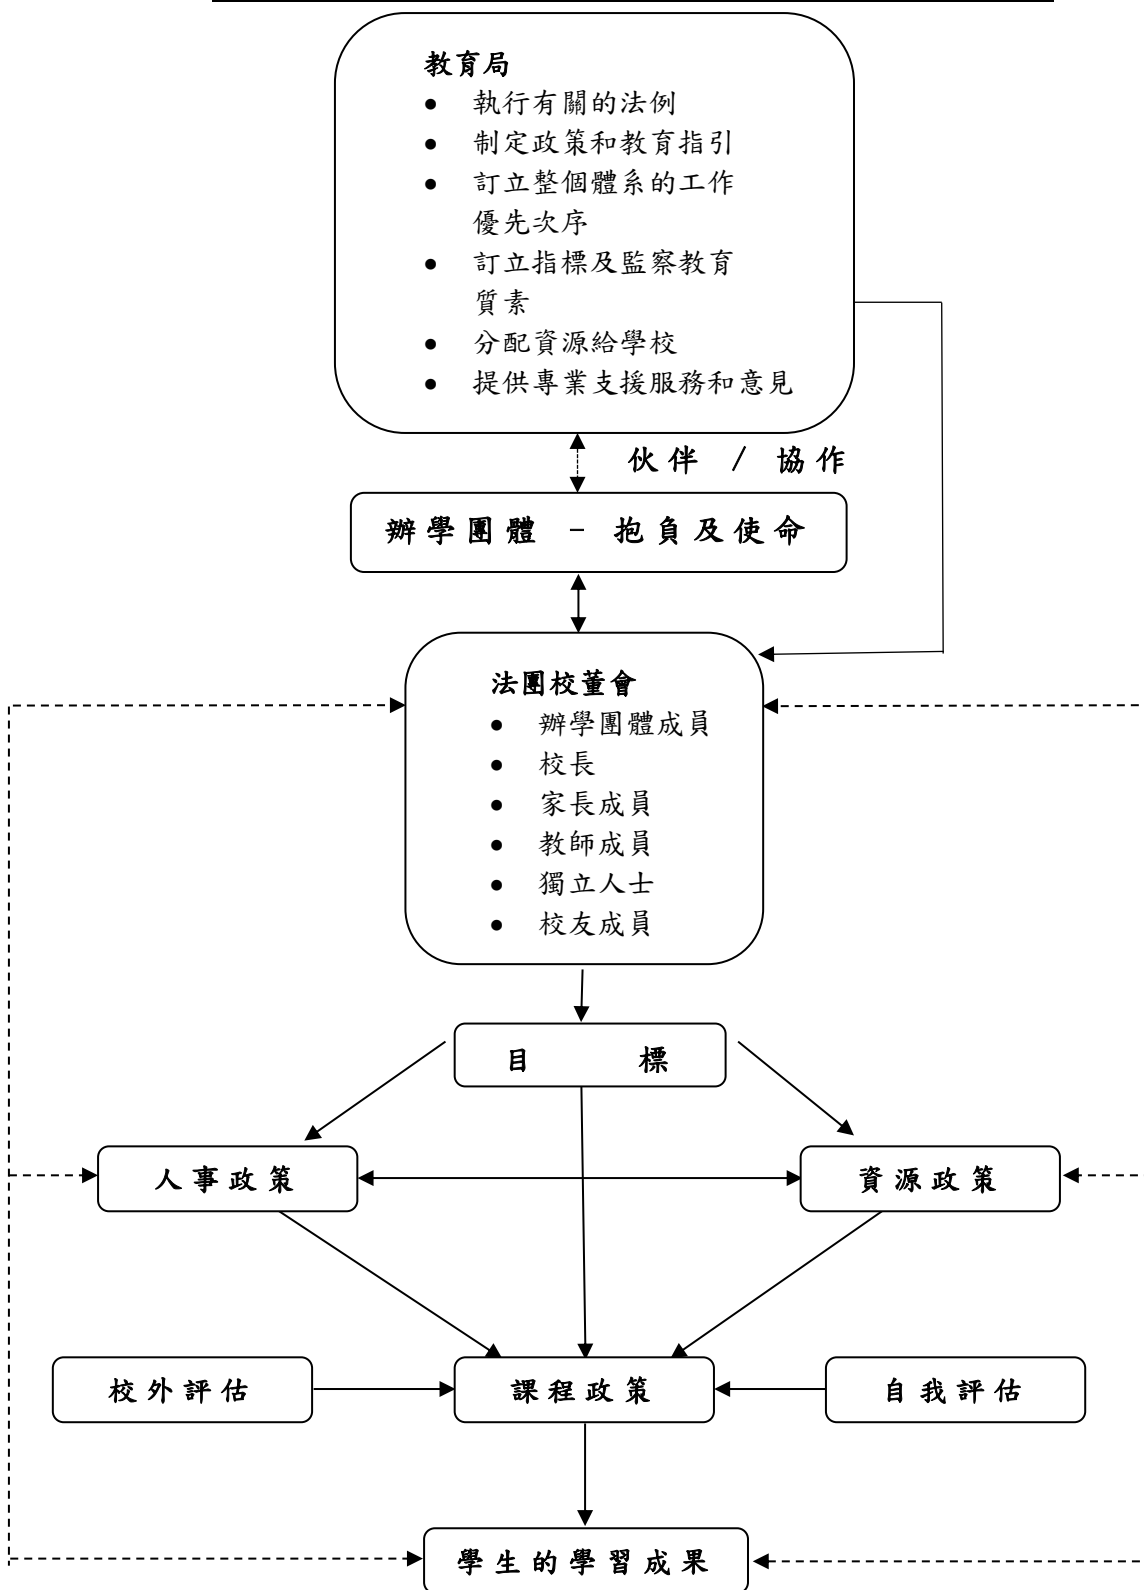 教育局
● 執行有關的法例
● 制定政策和教育指引
● 訂立整個體系的工作
優先次序
● 訂立指標及監察教育
質素
● 分配資源給學校
● 提供專業支援服務和意見
伙伴 / 協作
辦學團體 – 抱負及使命
法團校董會
● 辦學團體成員
● 校長
● 家長成員
● 教師成員
● 獨立人士
● 校友成員
目 標
人事政策
資源政策
校外評估
課程政策
自我評估
學生的學習成果